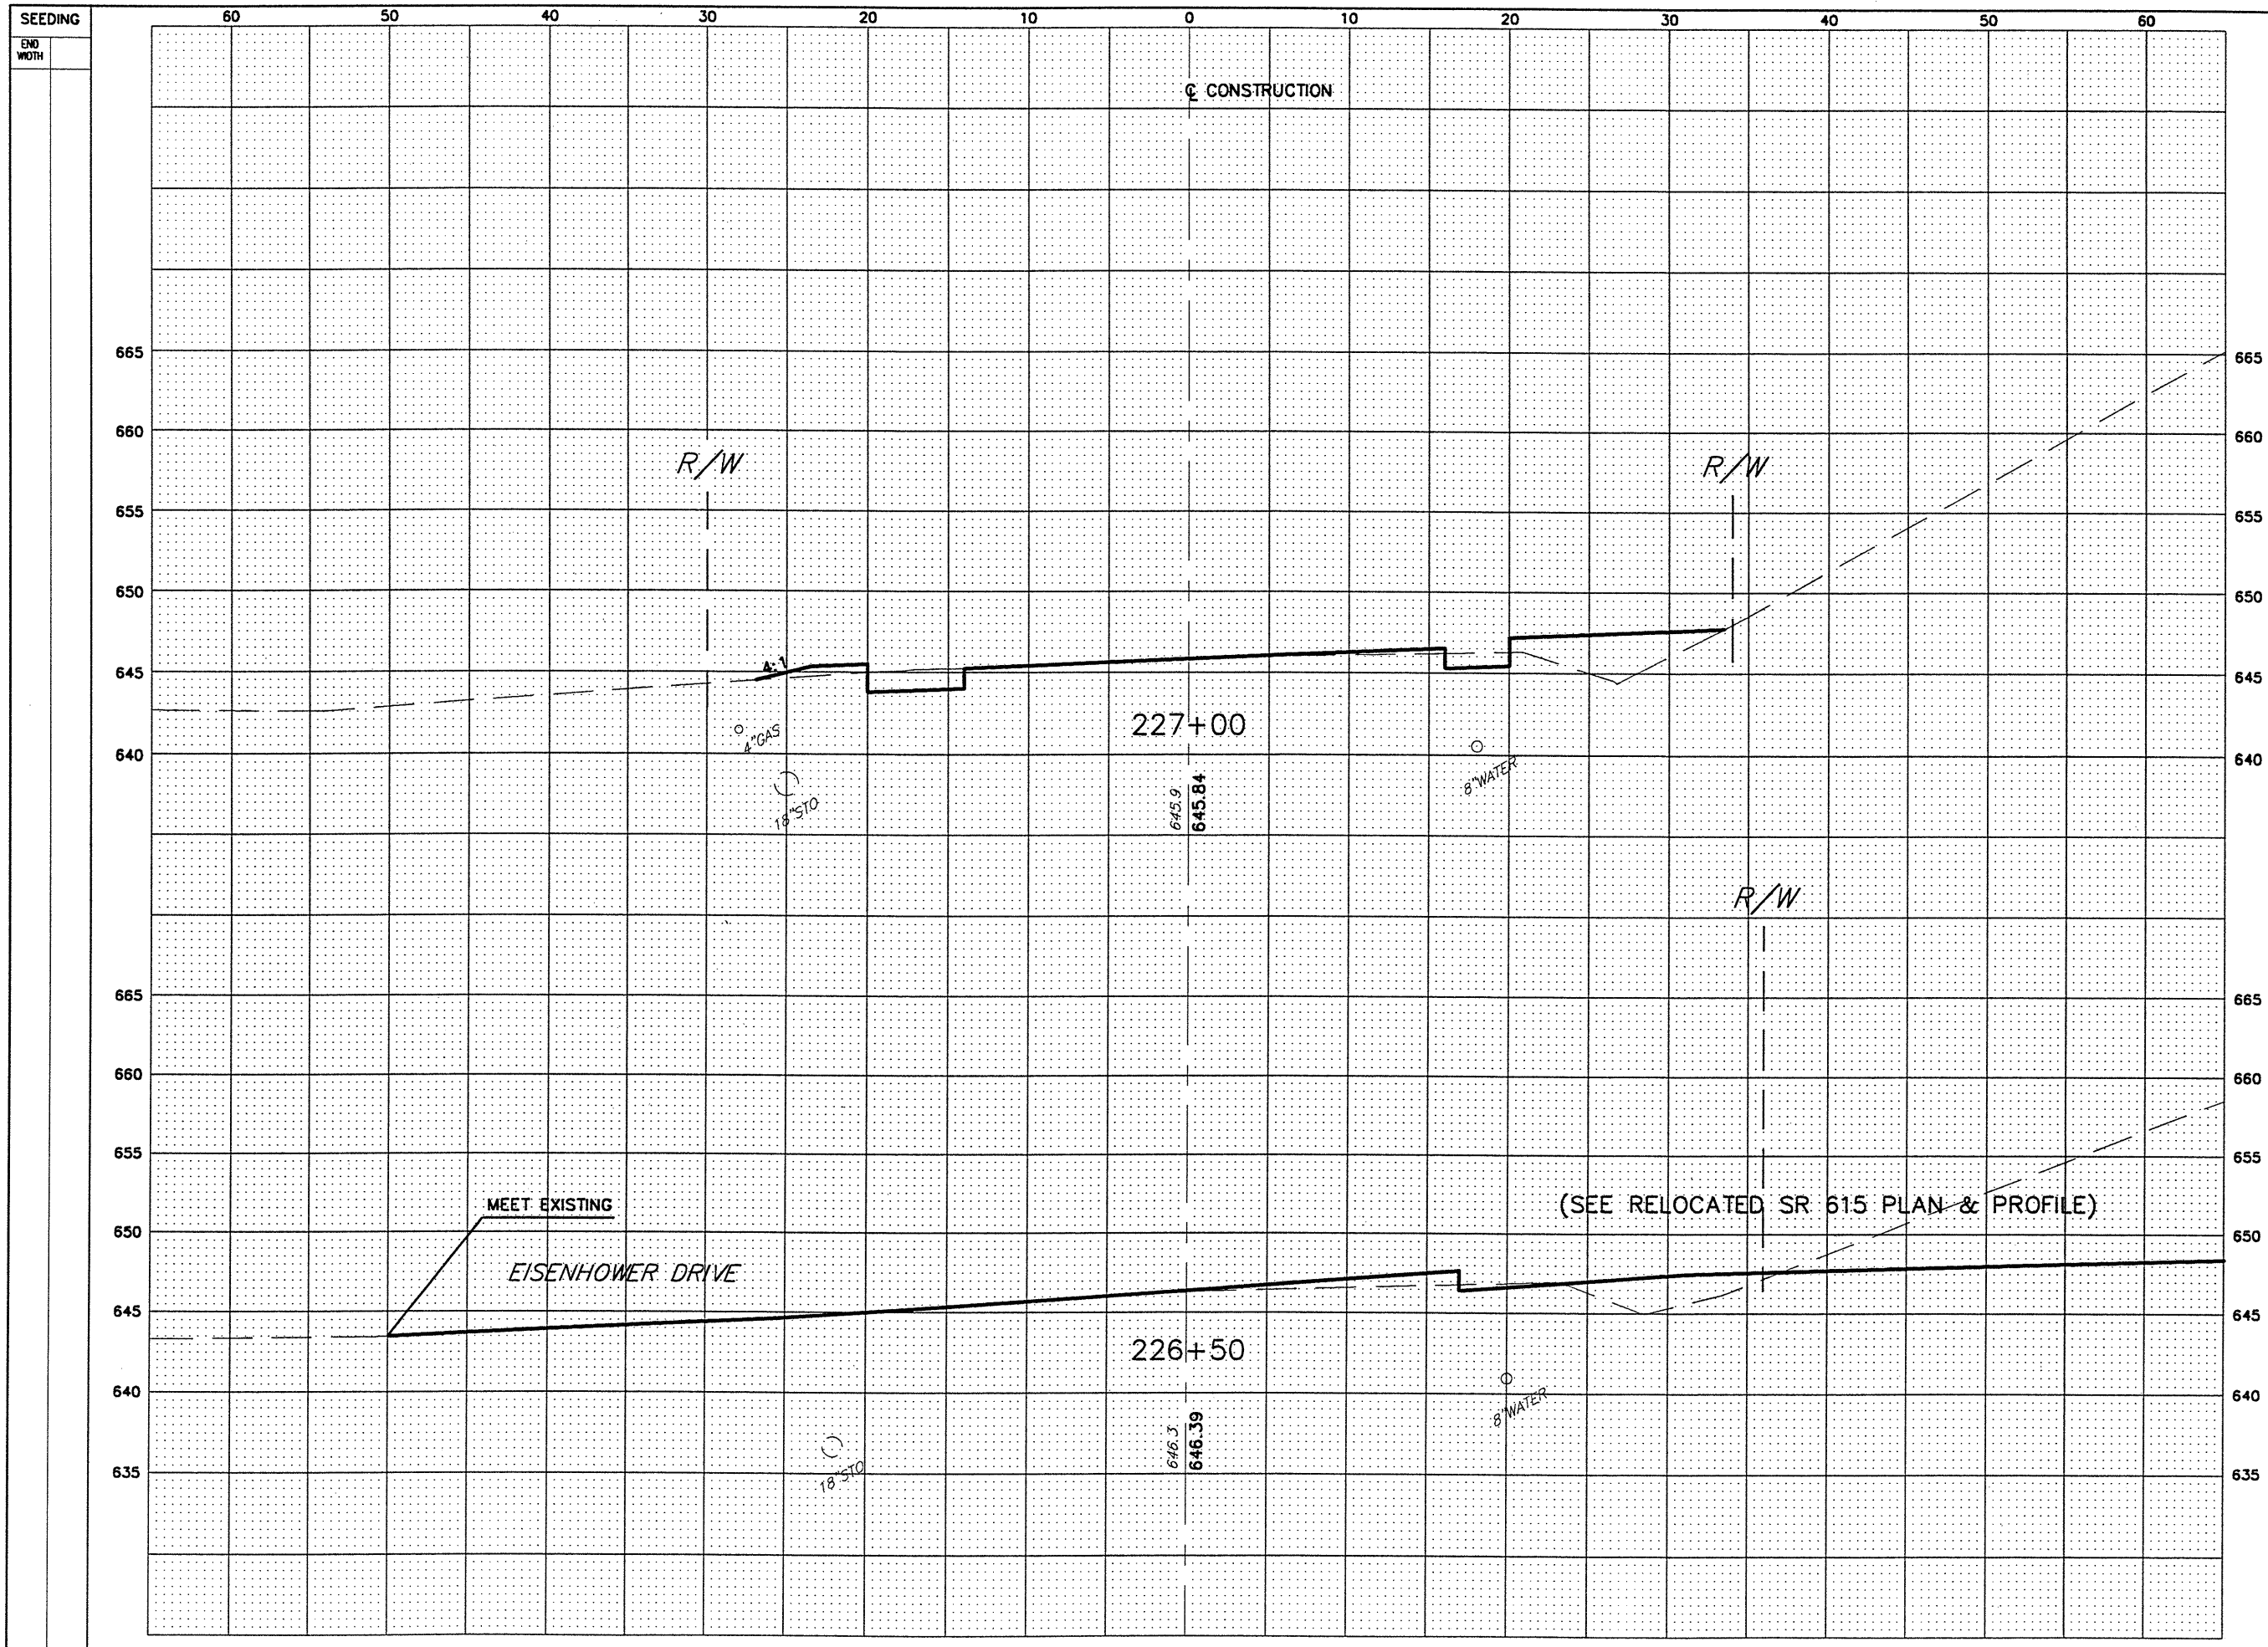 SEEDING
END
WIDTH
60 50 40 30 20 10 0 10 20 30 40 50 60
℄ CONSTRUCTION
665 665
660 660
R/W R/W
655 655
650 650
4:1
645 645
227+00
4"GAS
640 640
8"WATER
18"STO
645.9
645.84
R/W
665 665
660 660
655 655
MEET EXISTING
(SEE RELOCATED SR 615 PLAN & PROFILE)
650 650
EISENHOWER DRIVE
645 645
226+50
640 640
8"WATER
646.3
646.39
18"STO
635 635